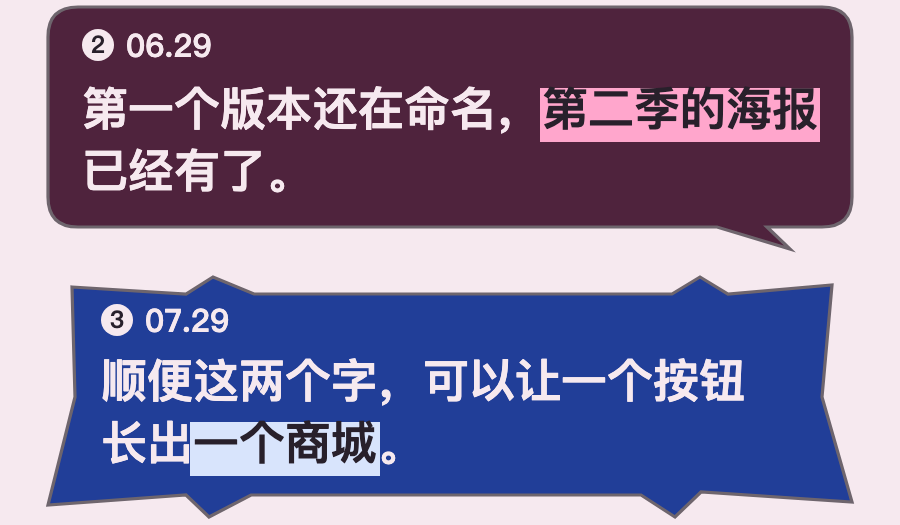 2 06.29
第一个版本还在命名，第二季的海报
已经有了。
3 07.29
顺便这两个字，可以让一个按钮
长出一个商城。